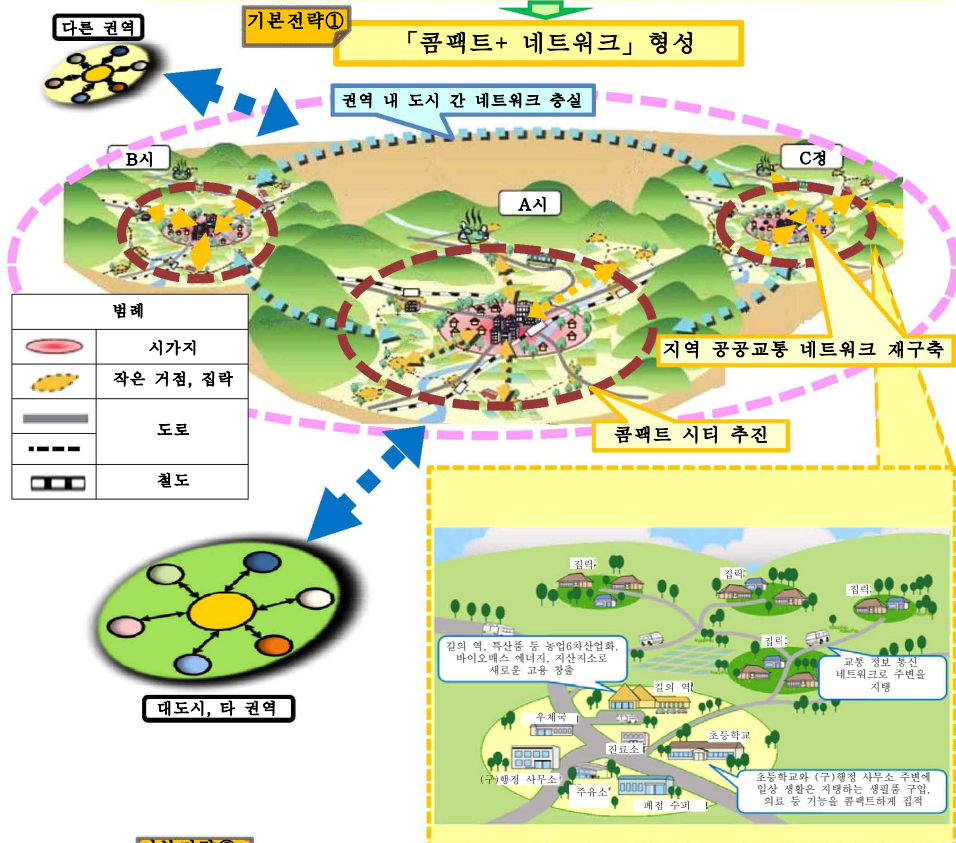 기본전략①
「콤팩트+ 네트워크」형성
다른 권역
권역 내 도시 간 네트워크 충실
B시
A시
C정
범례
시가지
작은 거점, 집락
도로
철도
지역 공공교통 네트워크 재구축
콤팩트 시티 추진
대도시, 타 권역
집락
집락
집락
집락
길의 역, 특산품 등 농업6차산업화,
바이오매스 에너지, 지산지소로
새로운 고용 창출
교통 정보 통신
네트워크로 주변을
지탱
길의 역
우체국
진료소
초등학교
(구)행정 사무소
주유소
폐점 수퍼
초등학교와 (구)행정 사무소 주변에
일상 생활은 지탱하는 생필품 구입,
의료 등 기능을 콤팩트하게 집적